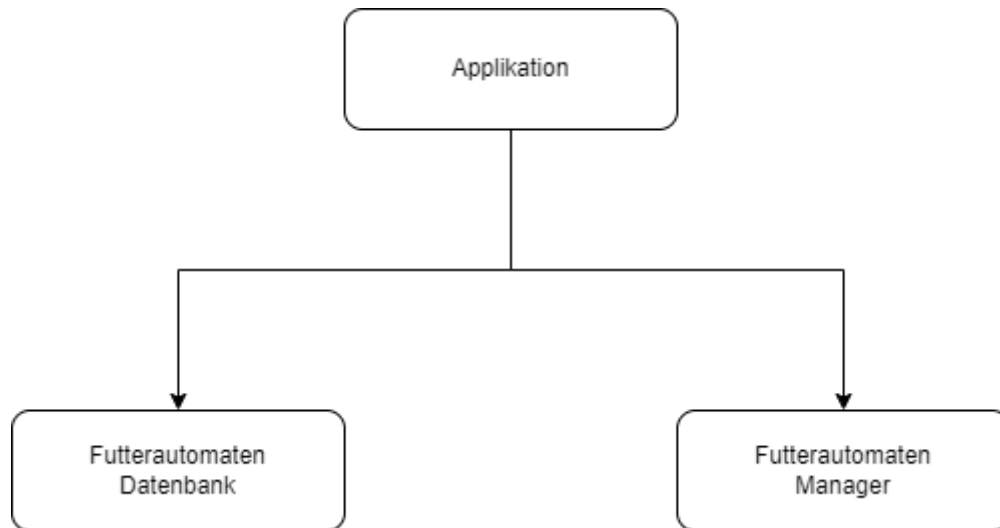 Applikation
Futterautomaten
Datenbank
Futterautomaten
Manager